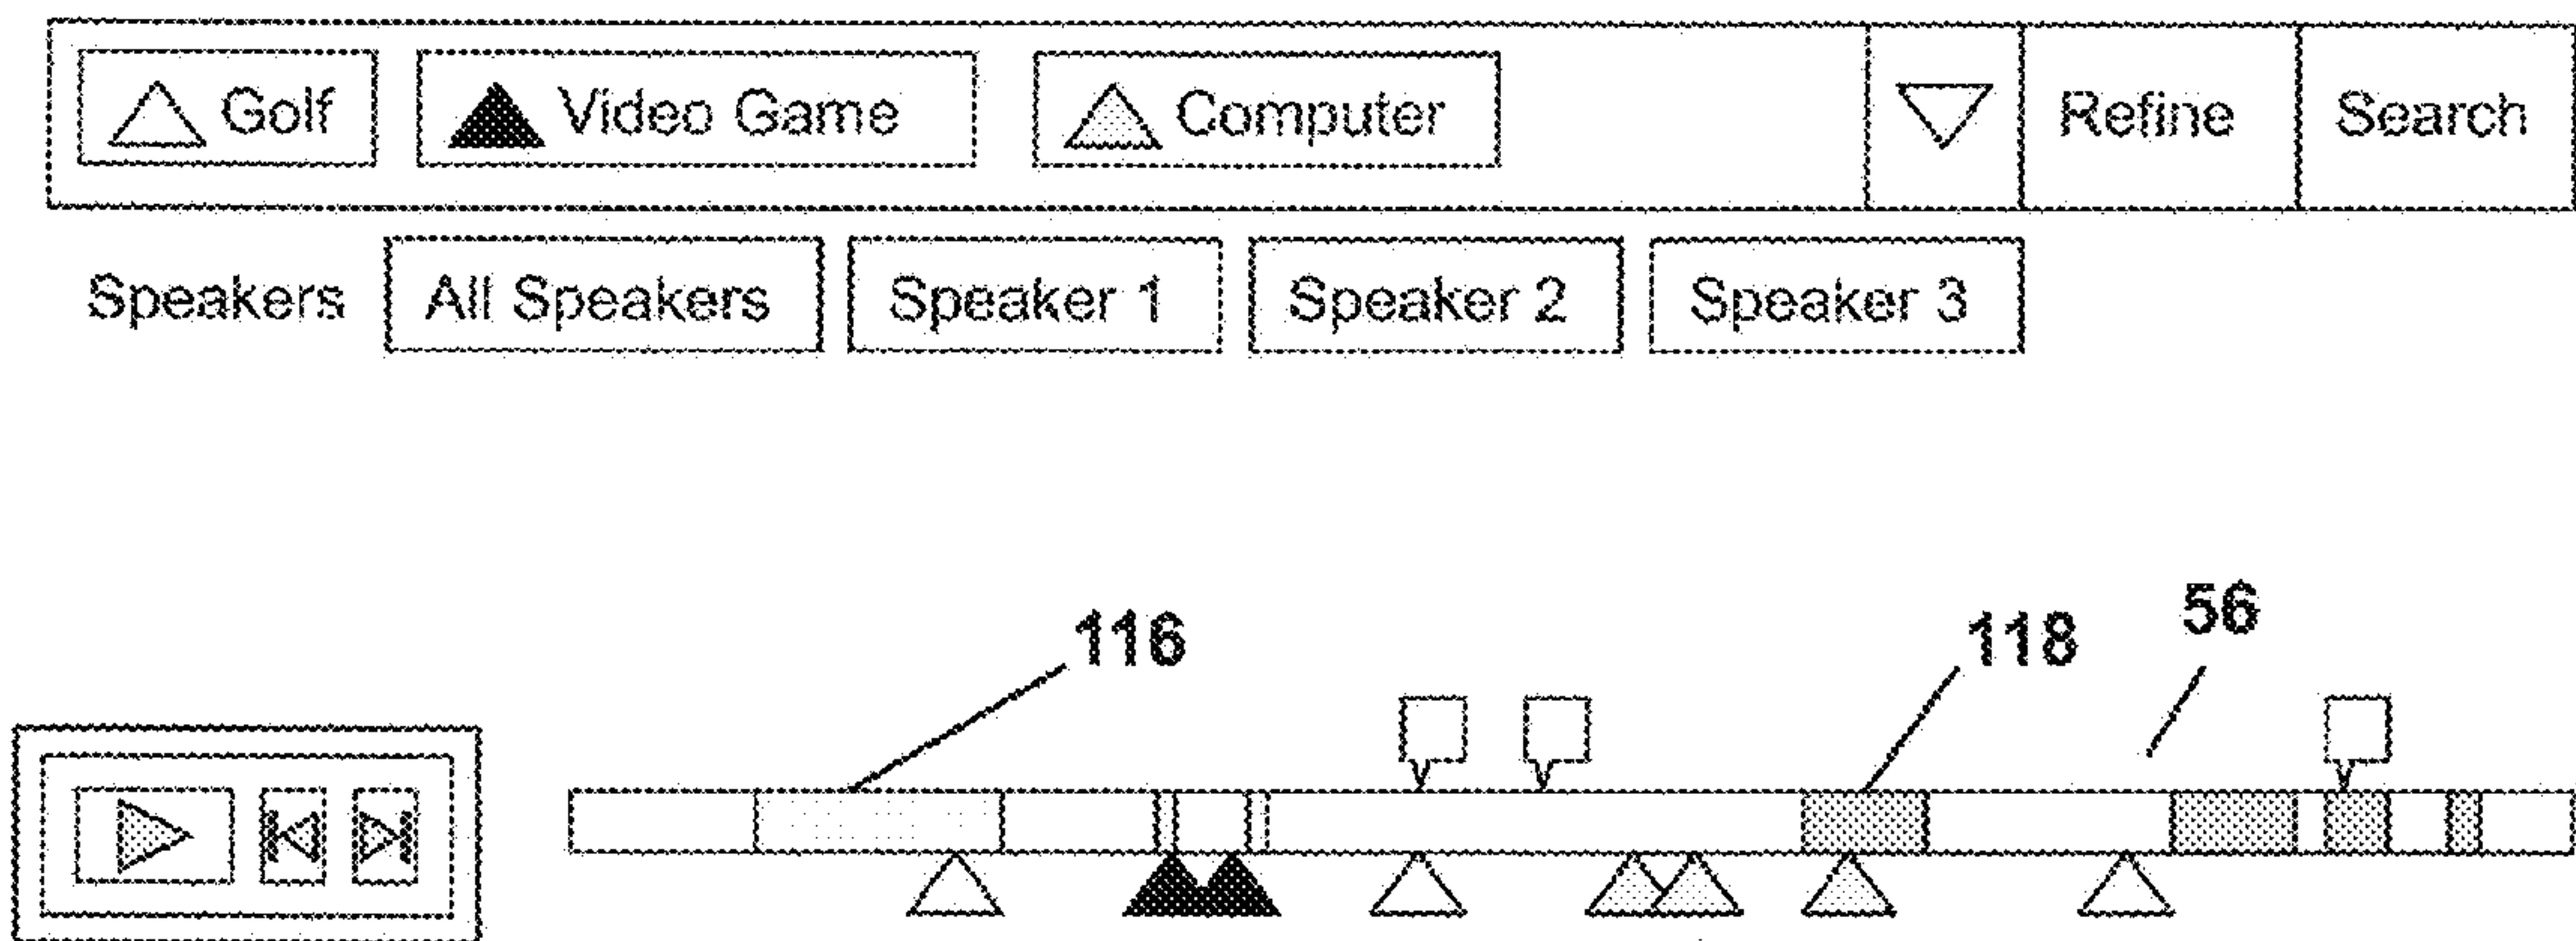 Golf Video Game Computer Refine Search
Speakers All Speakers Speaker 1 Speaker 2 Speaker 3
116 118 56